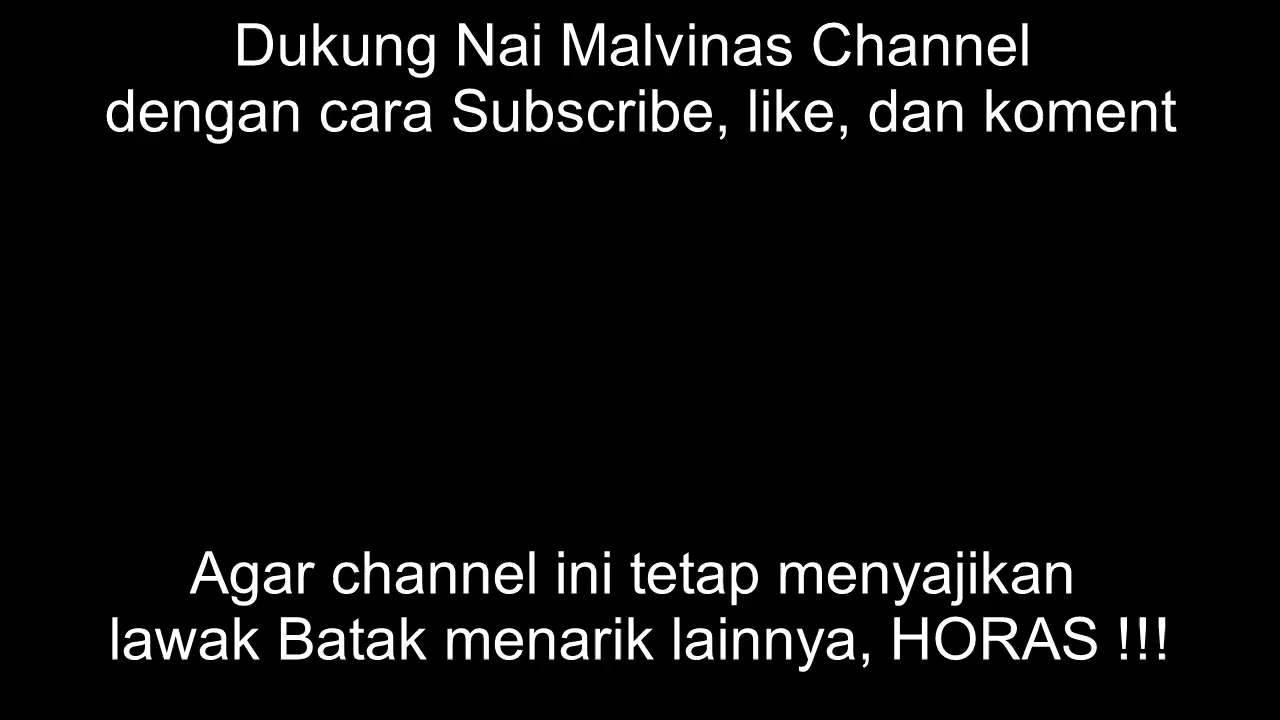 Dukung Nai Malvinas Channel
dengan cara Subscribe, like, dan koment
Agar channel ini tetap menyajikan
lawak Batak menarik lainnya, HORAS !!!